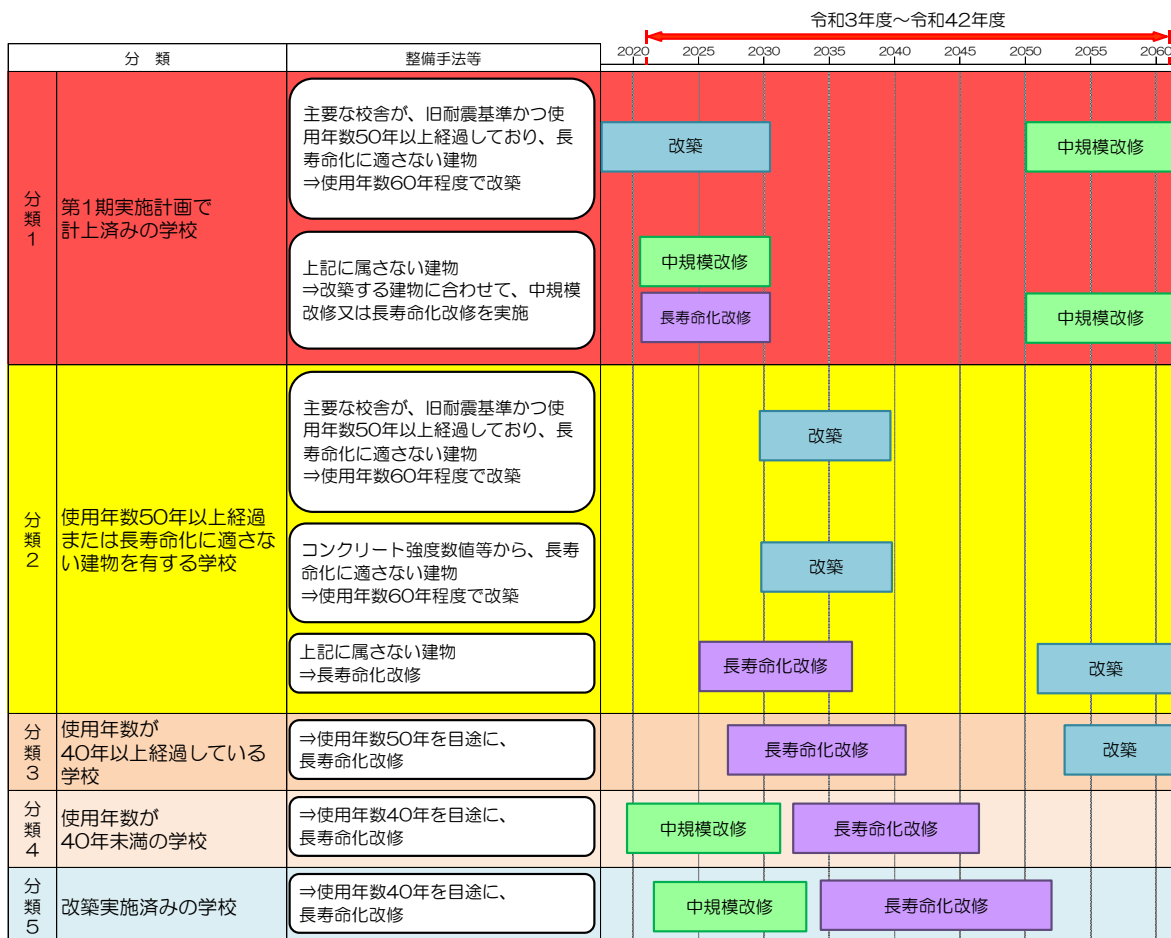 令和3年度~令和42年度
分 類
整備手法等
2020 2025 2030 2035 2040 2045 2050 2055 2060
分類1
第1期実施計画で
計上済みの学校
主要な校舎が、旧耐震基準かつ使
用年数50年以上経過しており、長
寿命化に適さない建物
⇒使用年数60年程度で改築
改築
中規模改修
上記に属さない建物
⇒改築する建物に合わせて、中規模
改修又は長寿命化改修を実施
中規模改修
長寿命化改修
中規模改修
分類2
使用年数50年以上経過
または長寿命化に適さな
い建物を有する学校
主要な校舎が、旧耐震基準かつ使
用年数50年以上経過しており、長
寿命化に適さない建物
⇒使用年数60年程度で改築
改築
コンクリート強度数値等から、長寿
命化に適さない建物
⇒使用年数60年程度で改築
改築
上記に属さない建物
⇒長寿命化改修
長寿命化改修
改築
分類3
使用年数が
40年以上経過している
学校
⇒使用年数50年を目途に、
長寿命化改修
長寿命化改修
改築
分類4
使用年数が
40年未満の学校
⇒使用年数40年を目途に、
長寿命化改修
中規模改修
長寿命化改修
分類5
改築実施済みの学校
⇒使用年数40年を目途に、
長寿命化改修
中規模改修
長寿命化改修